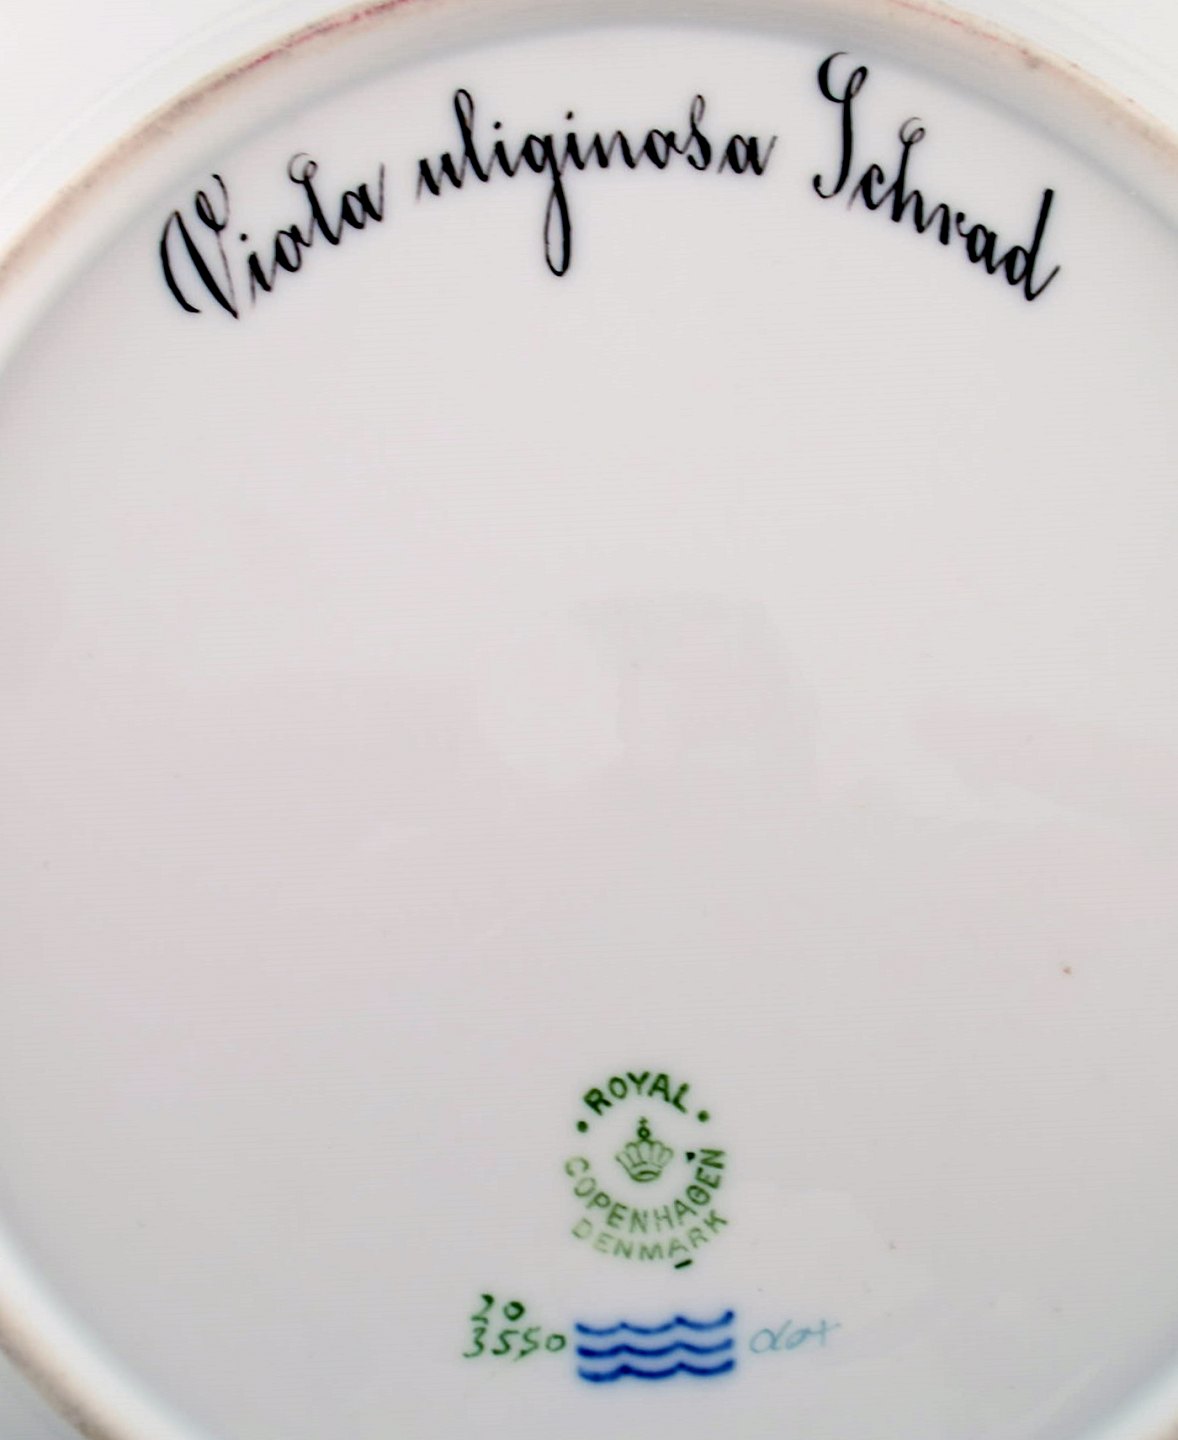 Viola uliginosa Schrad
ROYAL
COPENHAGEN
DENMARK
20
3550